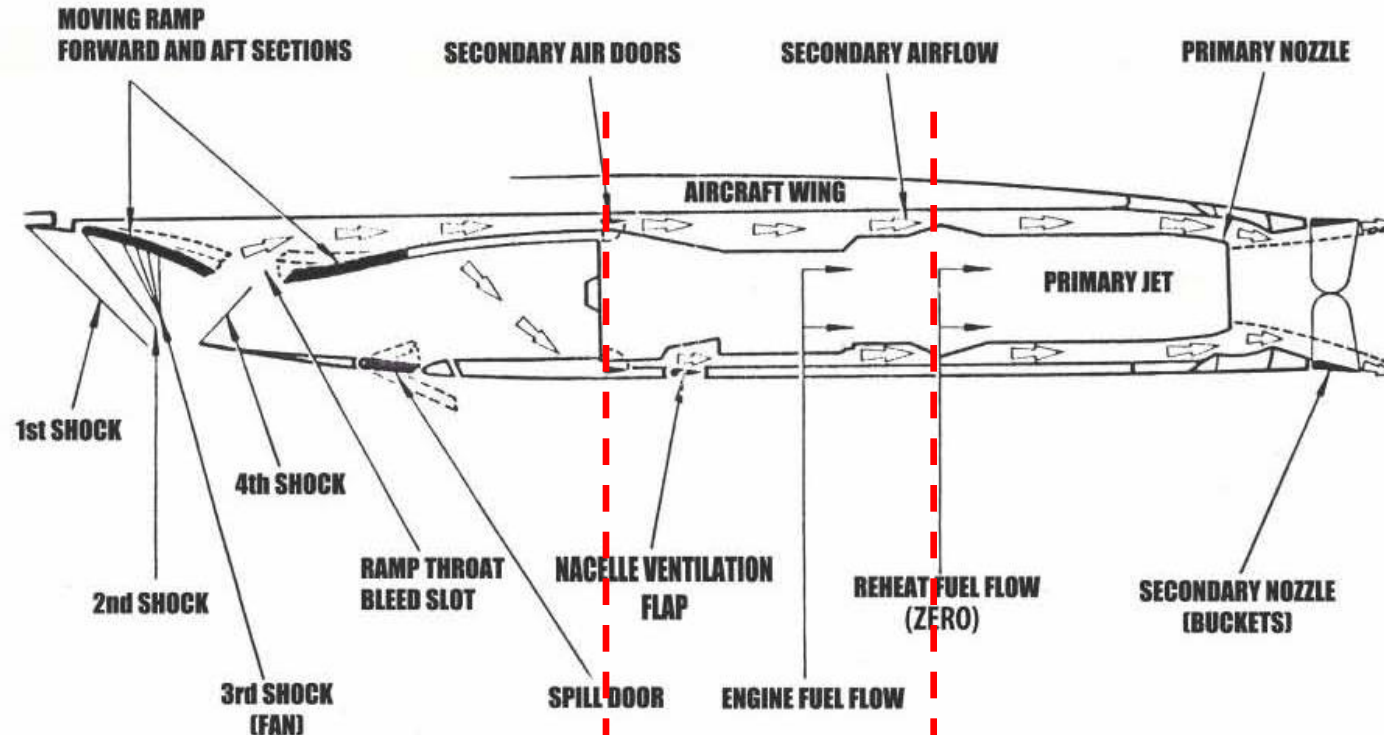 MOVING RAMP
FORWARD AND AFT SECTIONS
SECONDARY AIR DOORS
SECONDARY AIRFLOW
PRIMARY NOZZLE
AIRCRAFT WING
PRIMARY JET
1st SHOCK
4th SHOCK
2nd SHOCK
RAMP THROAT
BLEED SLOT
NACELLE VENTILATION
FLAP
REHEAT FUEL FLOW
(ZERO)
SECONDARY NOZZLE
(BUCKETS)
3rd SHOCK
(FAN)
SPILL DOOR
ENGINE FUEL FLOW